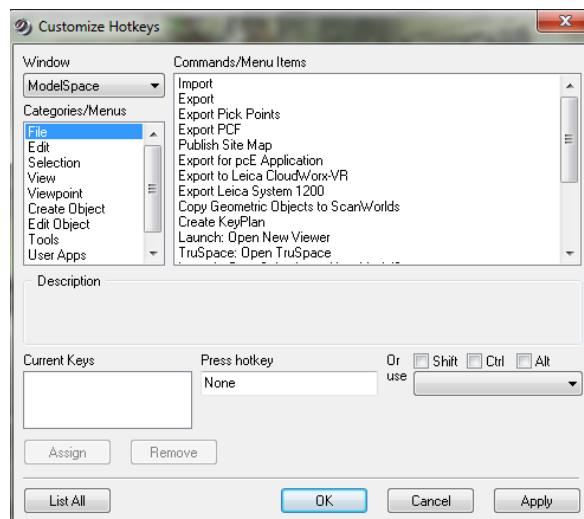 Customize Hotkeys
Window
ModelSpace
Categories/Menus
File
Edit
Selection
View
Viewpoint
Create Object
Edit Object
Tools
User Apps
Commands/Menu Items
Import
Export
Export Pick Points
Export PCF
Publish Site Map
Export for pcE Application
Export to Leica CloudWorx-VR
Export Leica System 1200
Copy Geometric Objects to ScanWorlds
Create KeyPlan
Launch: Open New Viewer
TruSpace: Open TruSpace
Description
Current Keys
Press hotkey
None
Or use
Shift
Ctrl
Alt
Assign
Remove
List All
OK
Cancel
Apply